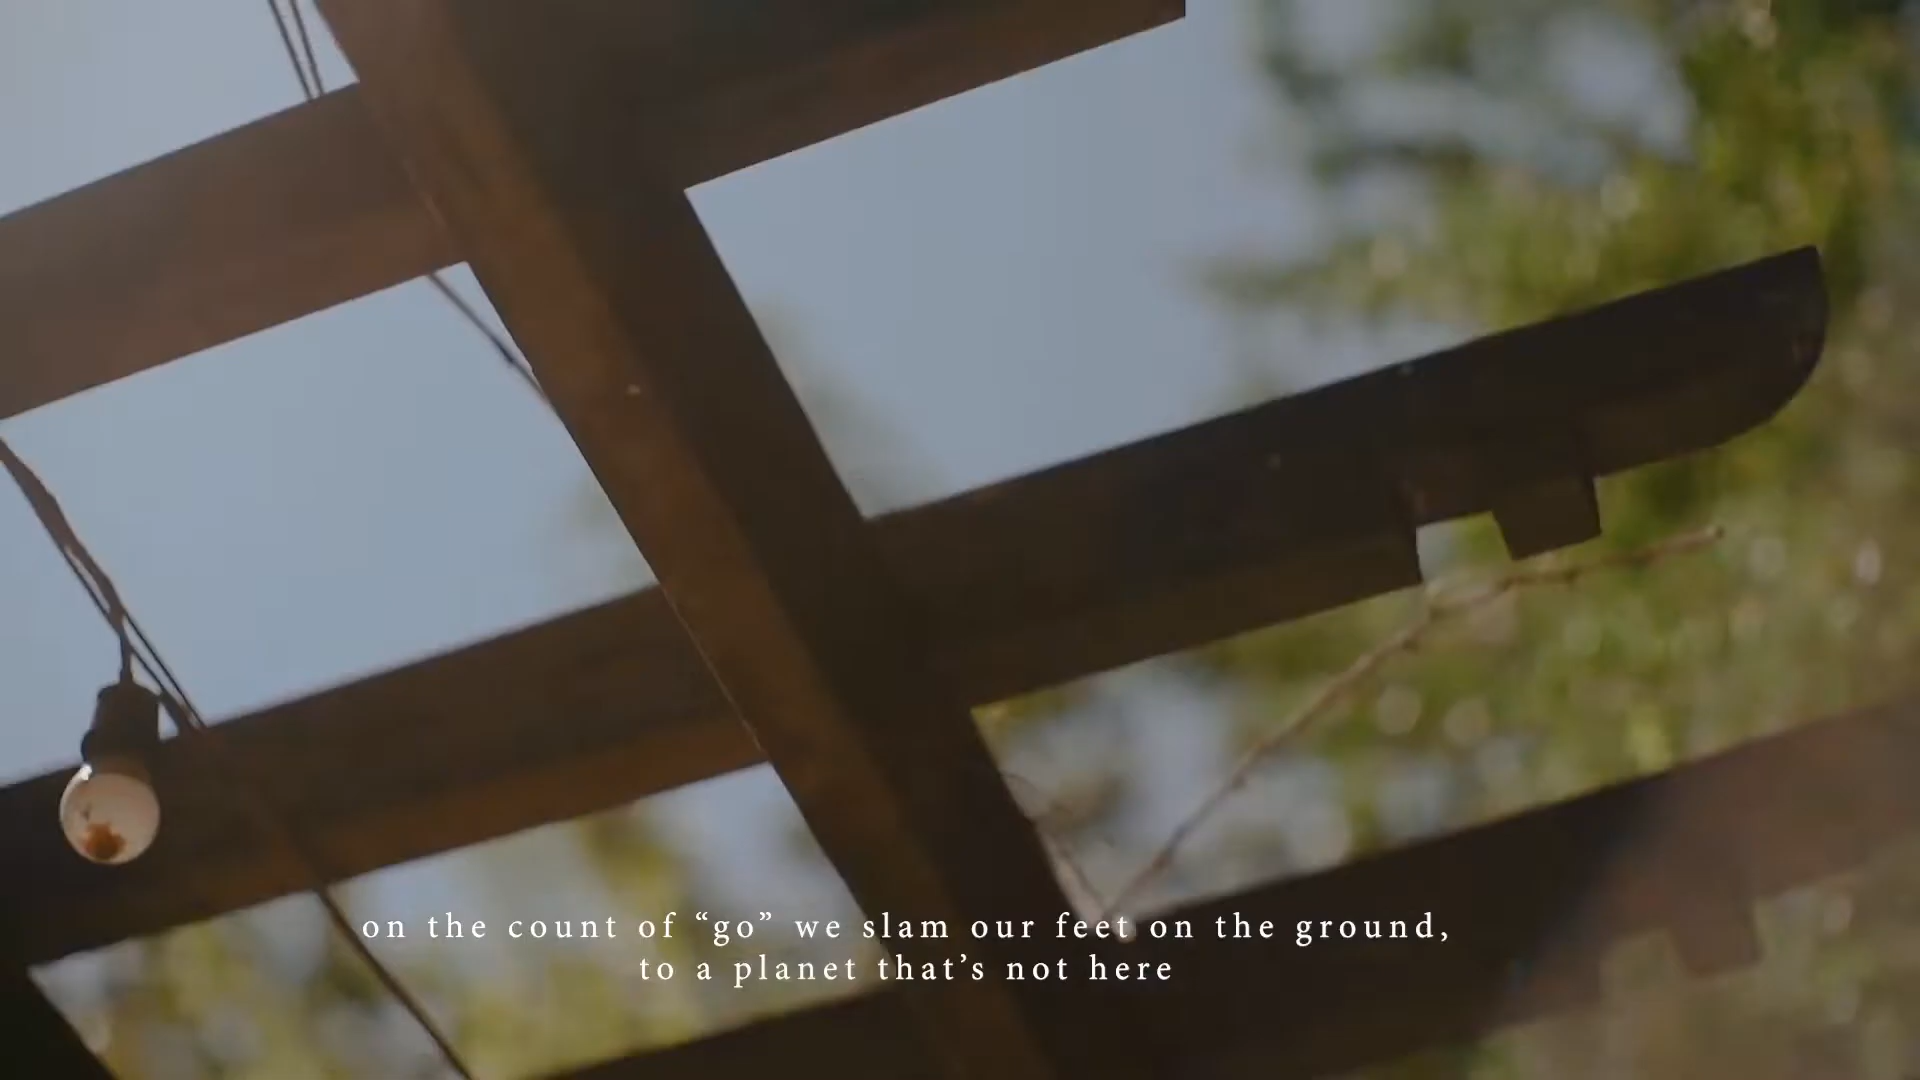 on the count of “go” we slam our feet on the ground,
to a planet that’s not here